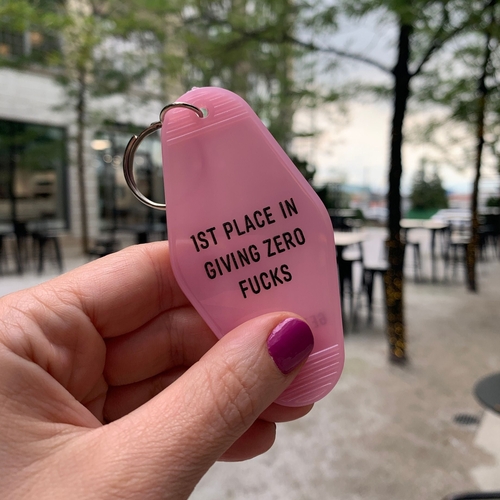 1ST PLACE IN
GIVING ZERO
FUCKS